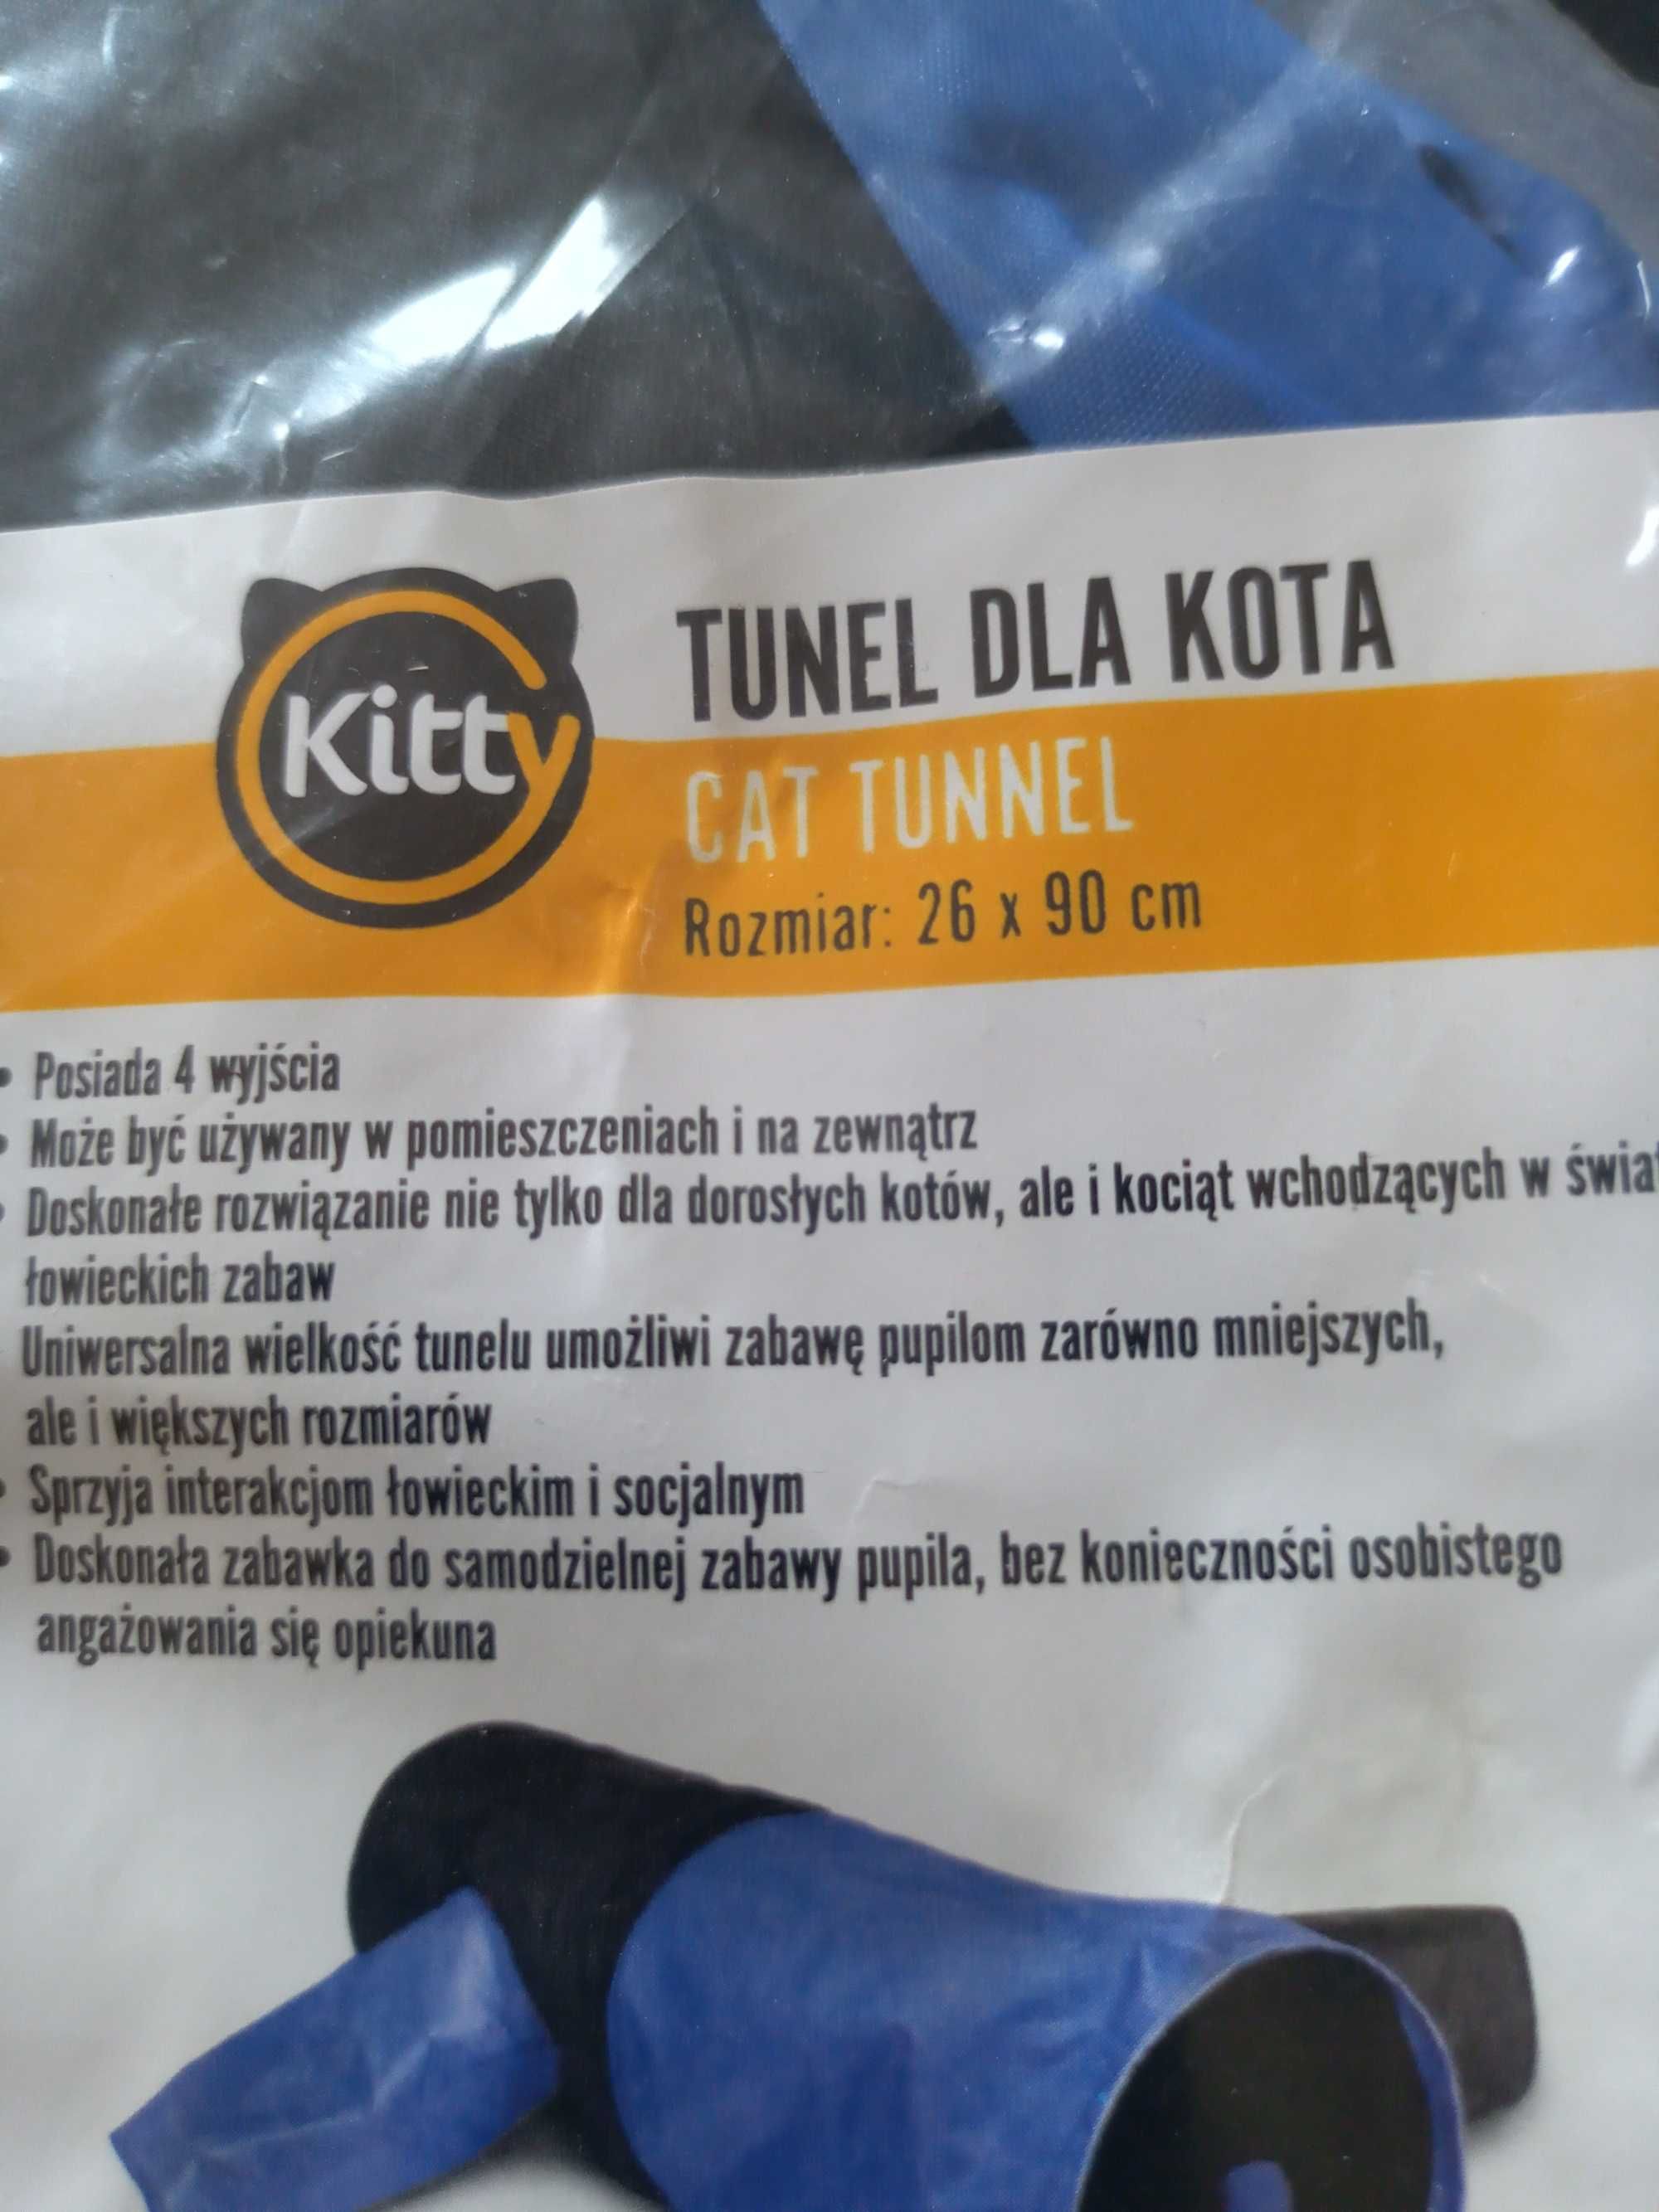 Kitty
TUNEL DLA KOTA
CAT TUNNEL
Rozmiar: 26 x 90 cm
• Posiada 4 wyjścia
• Może być używany w pomieszczeniach i na zewnątrz
• Doskonałe rozwiązanie nie tylko dla dorosłych kotów, ale i kociąt wchodzących w
łowieckich zabaw
Uniwersalna wielkość tunelu umożliwi zabawę pupilom zarówno mniejszych,
ale i większych rozmiarów
• Sprzyja interakcjom łowieckim i socjalnym
• Doskonała zabawka do samodzielnej zabawy pupila, bez konieczności osobistego
angażowania się opiekuna